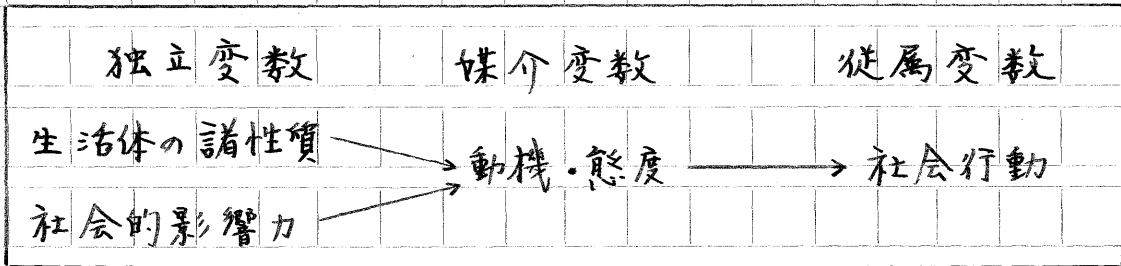 独立変数 媒介変数 従属変数
生活体の諸性質
動機・態度 社会行動
社会的影響力